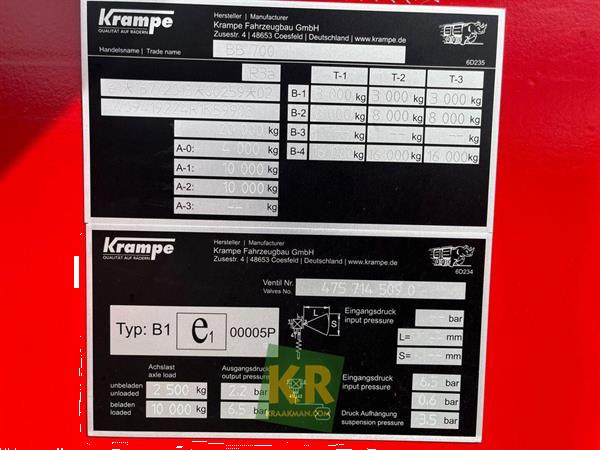 Krampe
QUALITÄT AUF RÄDERN
Hersteller | Manufacturer
Krampe Fahrzeugbau GmbH
Zusestr. 4 | 48653 Coesfeld | Deutschland | www.krampe.de
Handelsname | Trade name BB 700
6D235
R3a
kg
A-0: 4 000 kg
A-1: 10 000 kg
A-2: 10 000 kg
A-3: -- kg
T-1 T-2 T-3
B-1 3 000 kg 3 000 kg 3 000 kg
B-2 kg 8 000 kg 8 000 kg
B-3 kg -- kg -- kg
B-4 kg 16 000 kg 16 000 kg
Krampe
QUALITÄT AUF RÄDERN
Hersteller | Manufacturer
Krampe Fahrzeugbau GmbH
Zusestr. 4 | 48653 Coesfeld | Deutschland | www.krampe.de
6D234
Ventil Nr.
Valves No. 475 714 509 0
Typ: B1 e1 00005P
L
S
Eingangsdruck
input pressure -- bar
L= mm
S= mm
Achslast
axle load
Ausgangsdruck
output pressure
unbeladen
unloaded 2 500 kg 2.2 bar
beladen
loaded 10 000 kg 6.5 bar
Eingangsdruck
input pressure 6.5 bar
0.6 bar
Druck Aufhängung
suspension pressure 3.5 bar
KR
KRAAKMAN.COM